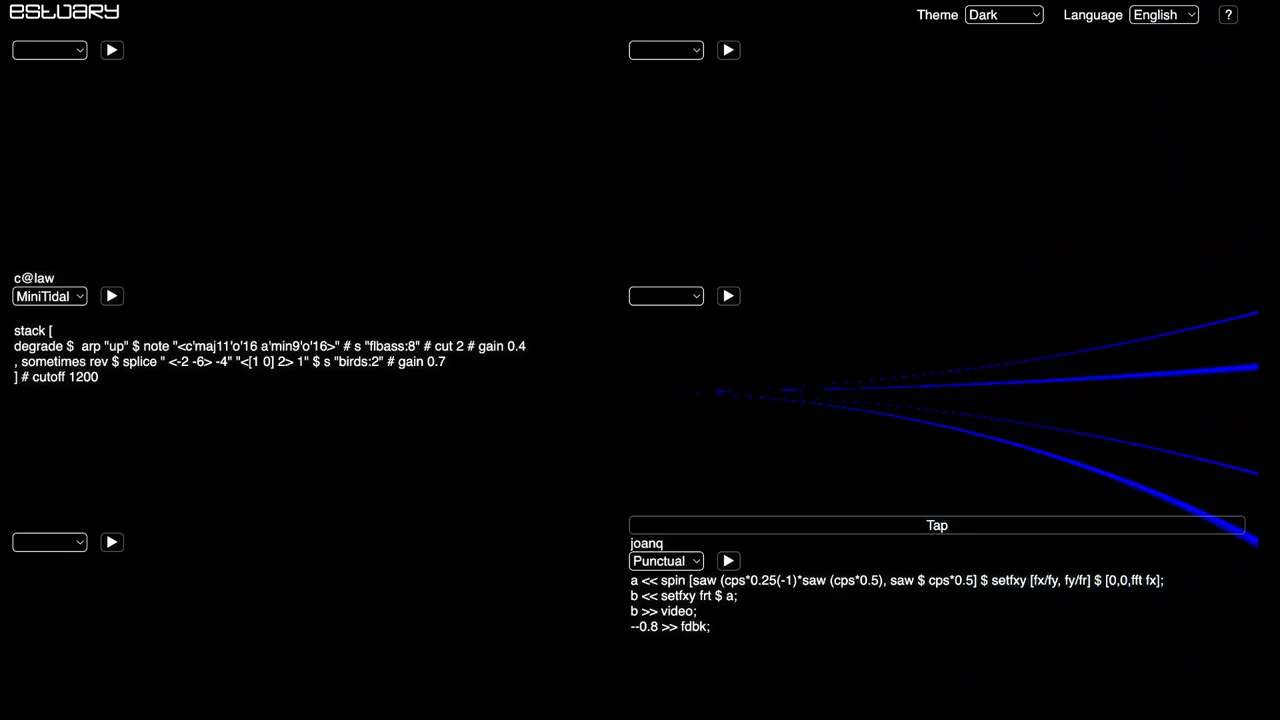 estuary
Theme Dark Language English ?
c@law
MiniTidal
stack [
degrade $  arp "up" $ note "<c'maj11'o'16 a'min9'o'16>" # s "flbass:8" # cut 2 # gain 0.4
, sometimes rev $ splice " <-2 -6> -4" "<[1 0] 2> 1" $ s "birds:2" # gain 0.7
] # cutoff 1200
Tap
joanq
Punctual
a << spin [saw (cps*0.25(-1)*saw (cps*0.5), saw $ cps*0.5] $ setfxy [fx/fy, fy/fr] $ [0,0,fft fx];
b << setfxy frt $ a;
b >> video;
--0.8 >> fdbk;